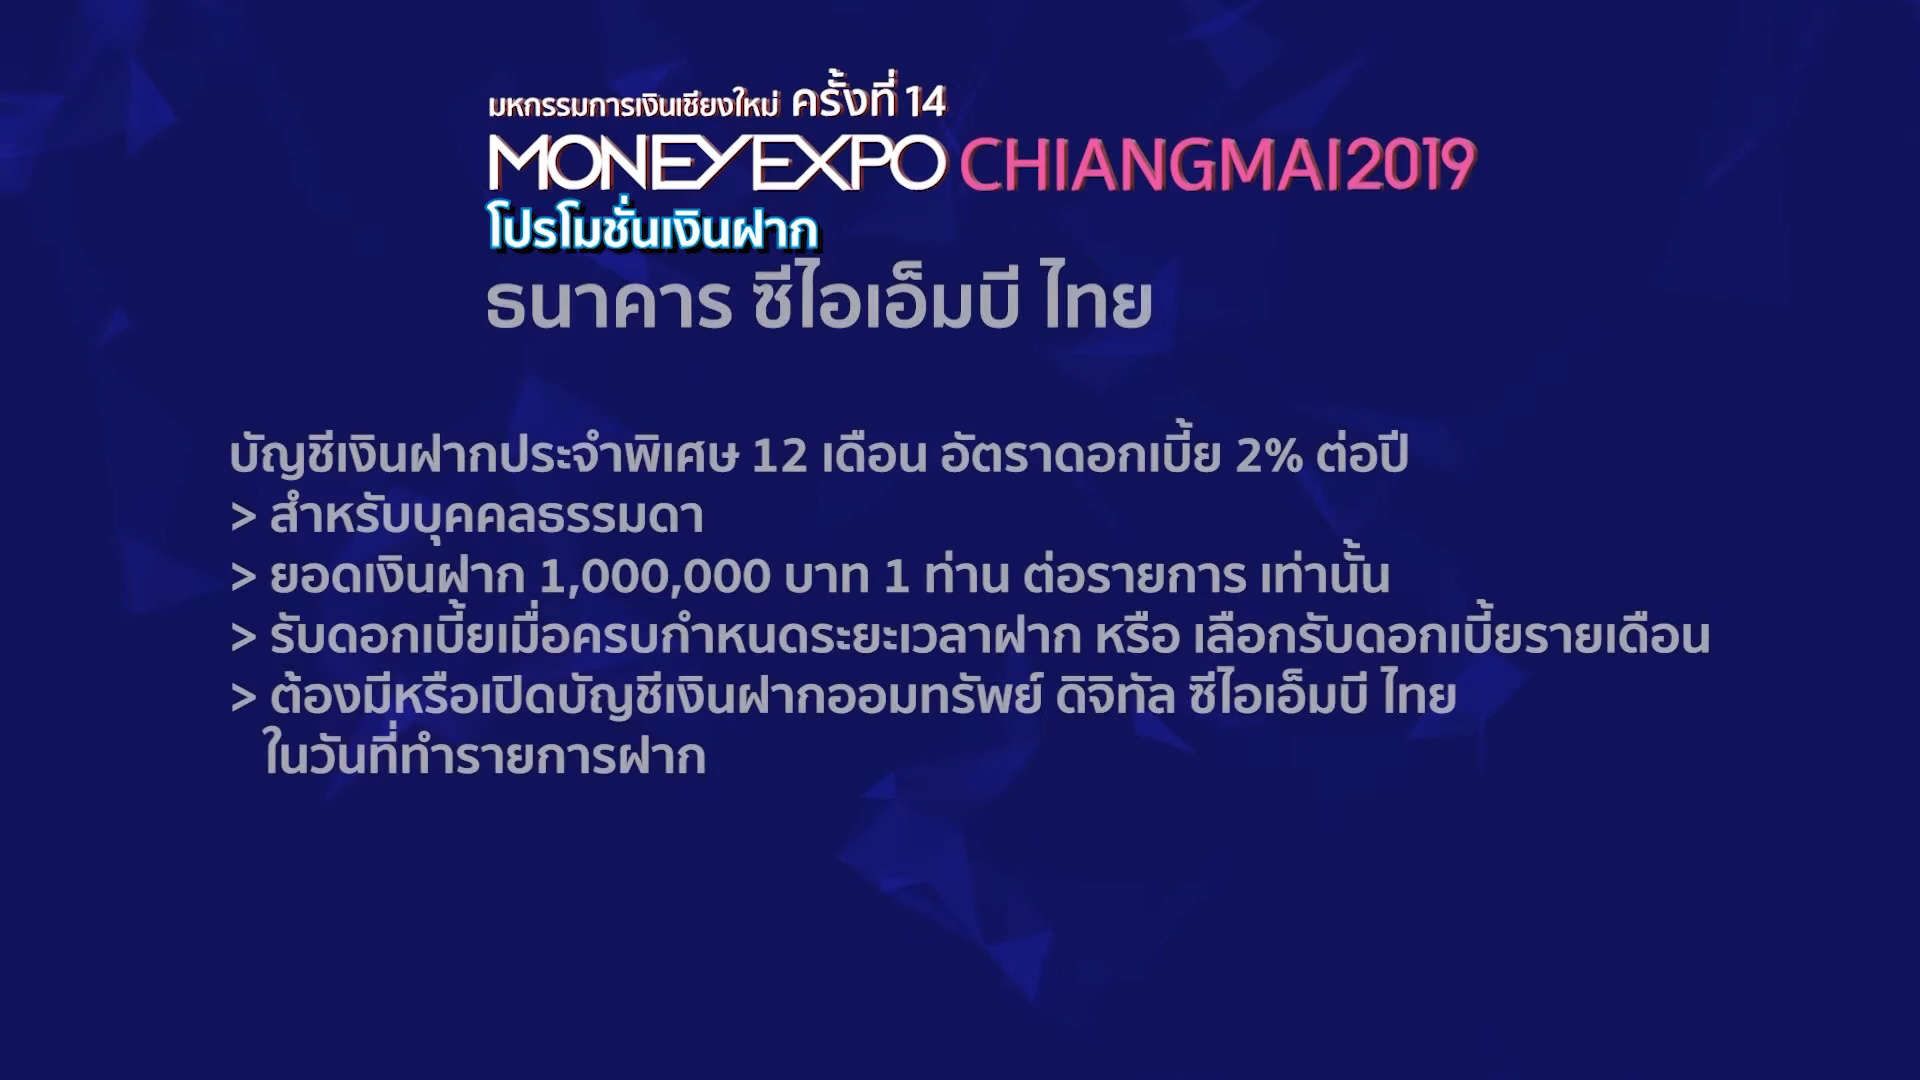 มหกรรมการเงินเชียงใหม่ ครั้งที่ 14
MONEYEXPO CHIANGMAI2019
โปรโมชั่นเงินฝาก
ธนาคาร ซีไอเอ็มบี ไทย
บัญชีเงินฝากประจำพิเศษ 12 เดือน อัตราดอกเบี้ย 2% ต่อปี
> สำหรับบุคคลธรรมดา
> ยอดเงินฝาก 1,000,000 บาท 1 ท่าน ต่อรายการ เท่านั้น
> รับดอกเบี้ยเมื่อครบกำหนดระยะเวลาฝาก หรือ เลือกรับดอกเบี้ยรายเดือน
> ต้องมีหรือเปิดบัญชีเงินฝากออมทรัพย์ ดิจิทัล ซีไอเอ็มบี ไทย
ในวันที่ทำรายการฝาก